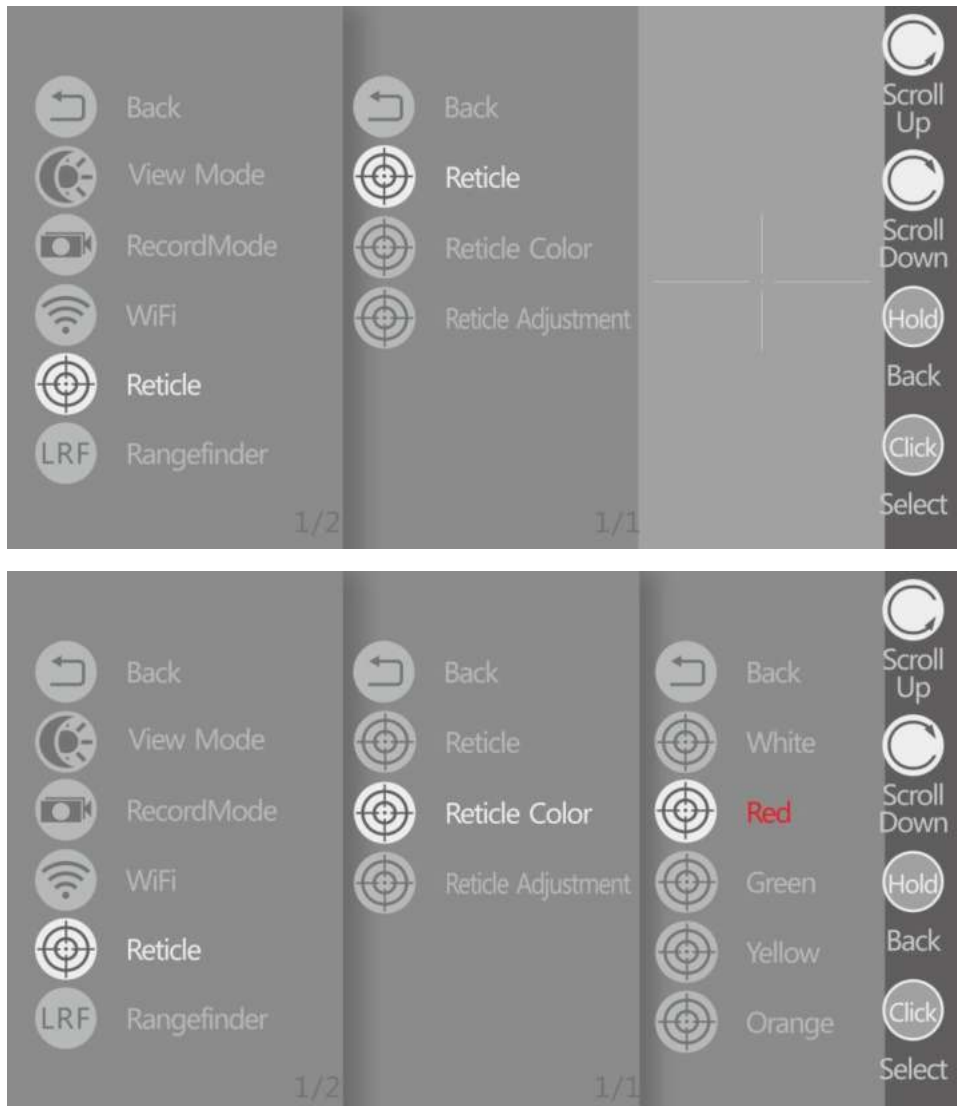 Back
View Mode
RecordMode
WiFi
Reticle
LRF Rangefinder
1/2
Back
Reticle
Reticle Color
Reticle Adjustment
1/1
Scroll
Up
Scroll
Down
Hold
Back
Click
Select
Back
View Mode
RecordMode
WiFi
Reticle
LRF Rangefinder
1/2
Back
Reticle
Reticle Color
Reticle Adjustment
1/1
Back
White
Red
Green
Yellow
Orange
Scroll
Up
Scroll
Down
Hold
Back
Click
Select